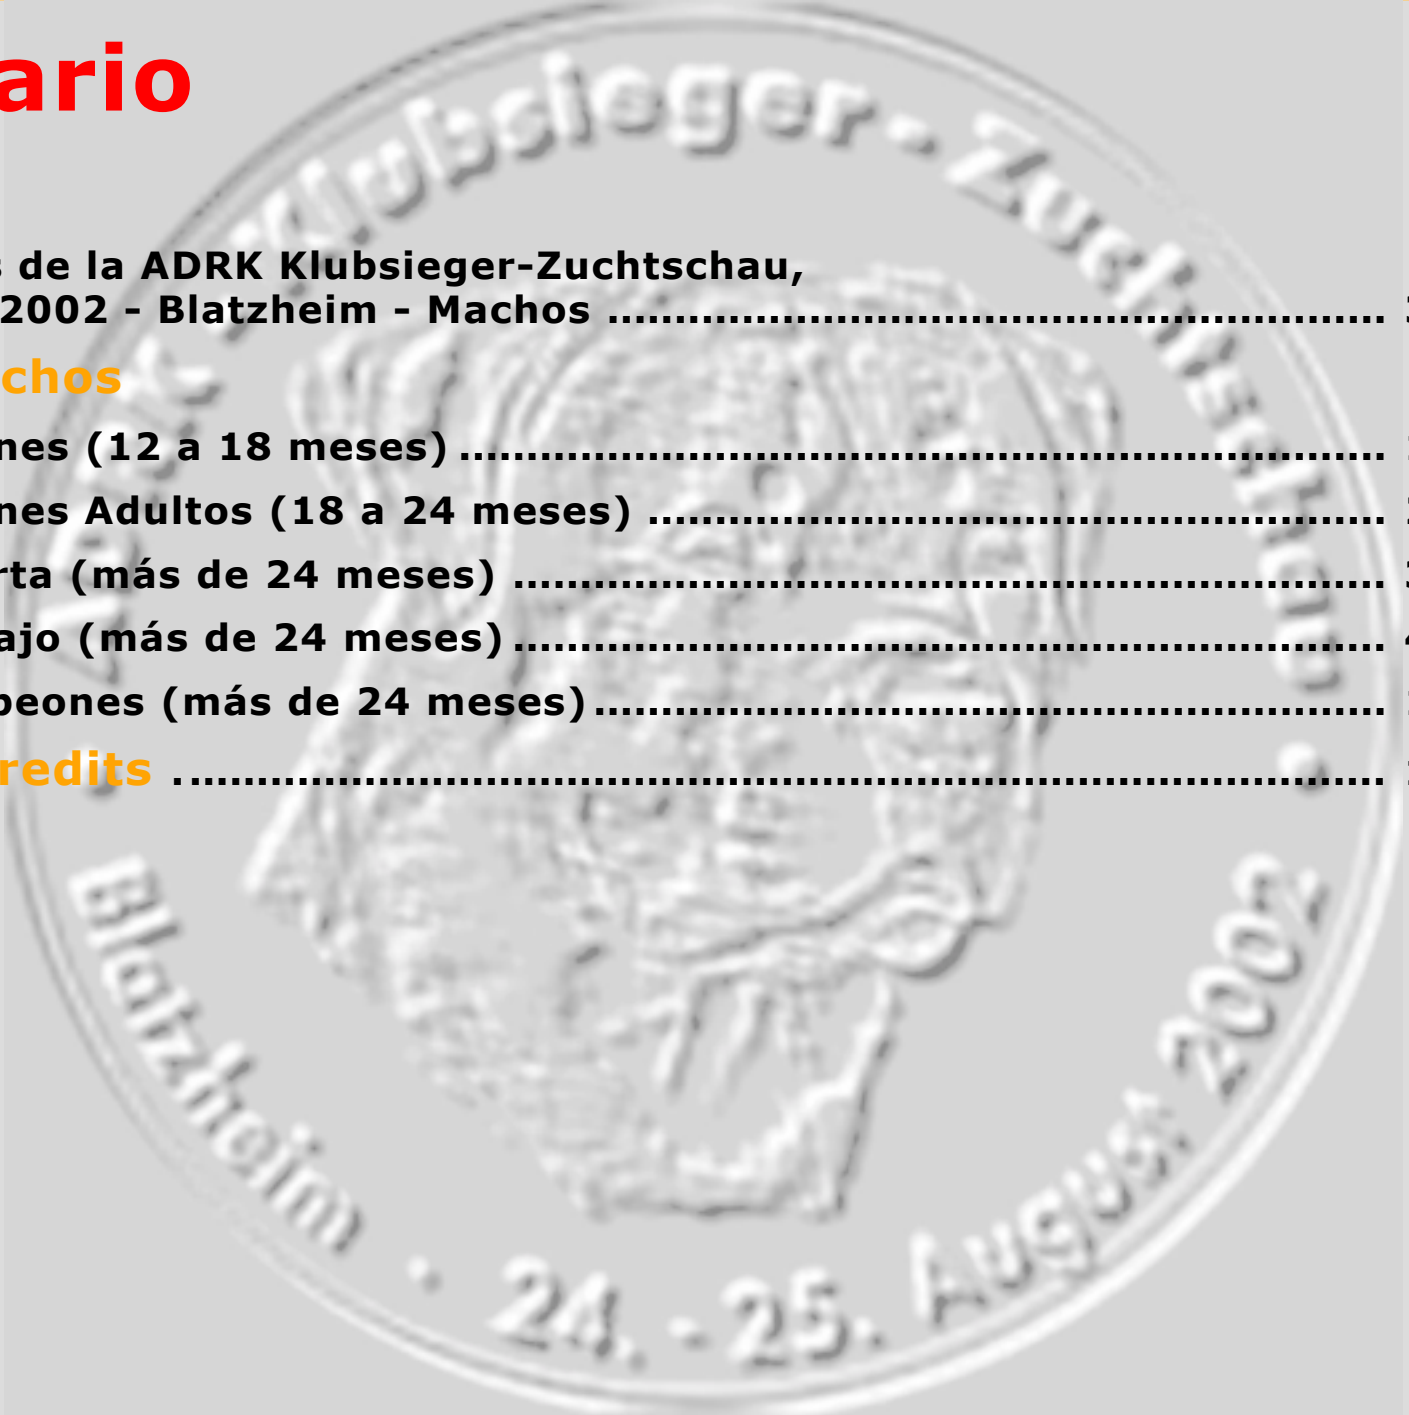 ario
s de la ADRK Klubsieger-Zuchtschau,
2002 - Blatzheim - Machos ............................................................
chos
nes (12 a 18 meses) ............................................................
nes Adultos (18 a 24 meses) ............................................................
rta (más de 24 meses) ............................................................
ajo (más de 24 meses) ............................................................
peones (más de 24 meses) ............................................................
redits ............................................................
ADRK - Klubsieger - Zuchtschau
Blatzheim · 24. - 25. August 2002